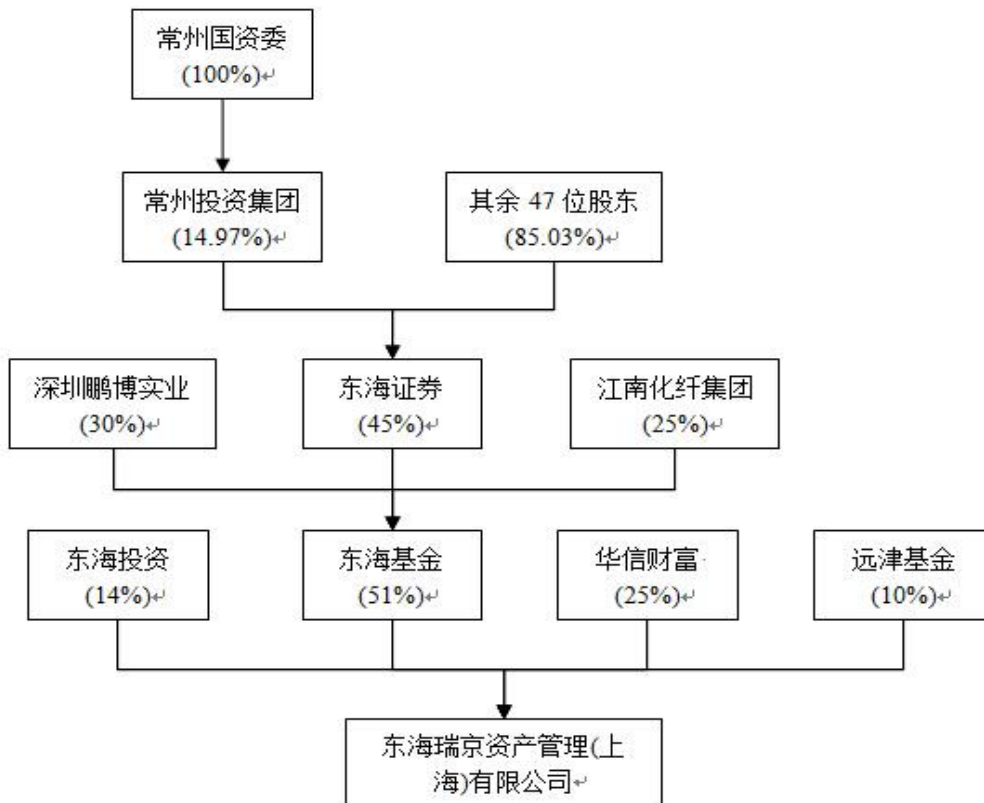 常州国资委
(100%)↵
常州投资集团
(14.97%)↵
其余 47 位股东
(85.03%)↵
深圳鹏博实业
(30%)↵
东海证券
(45%)↵
江南化纤集团
(25%)↵
东海投资
(14%)↵
东海基金
(51%)↵
华信财富
(25%)↵
远津基金
(10%)↵
东海瑞京资产管理(上
海)有限公司↵